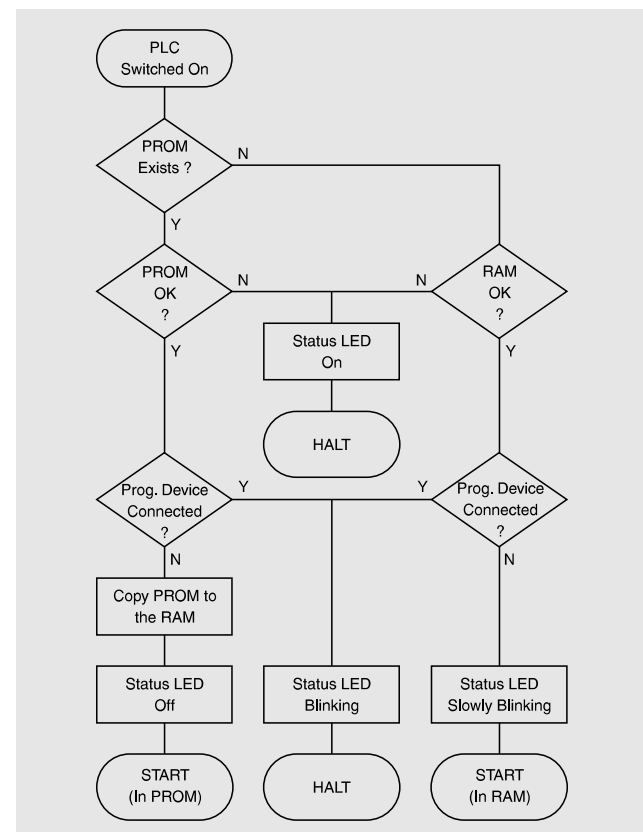 PLC
Switched On
PROM
Exists ?
N
Y
PROM
OK
?
N
N
RAM
OK
?
Y
Status LED
On
Y
HALT
Prog. Device
Connected
?
Y
Y
Prog. Device
Connected
?
N
N
Copy PROM to
the RAM
Status LED
Off
Status LED
Blinking
Status LED
Slowly Blinking
START
(In PROM)
HALT
START
(In RAM)